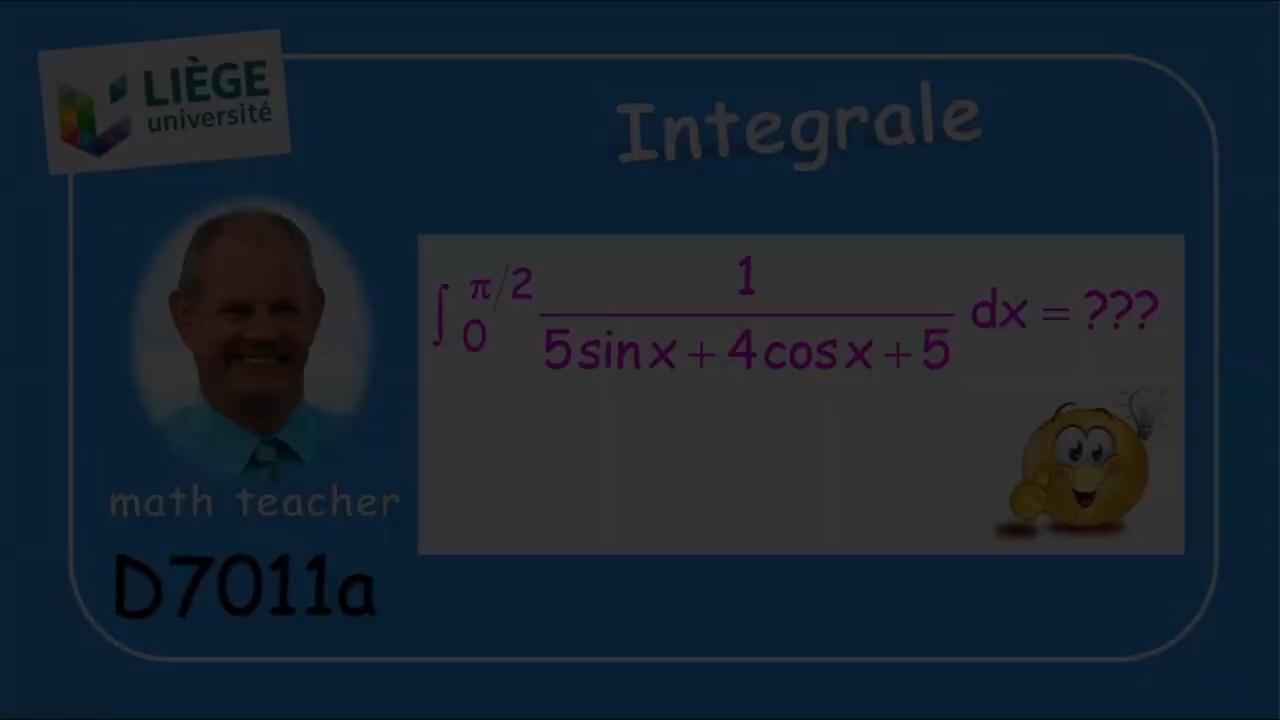 LIÈGE
université
Integrale
∫ 0 π/2 1 / (5 sin x + 4 cos x + 5) dx = ???
math teacher
D7011a